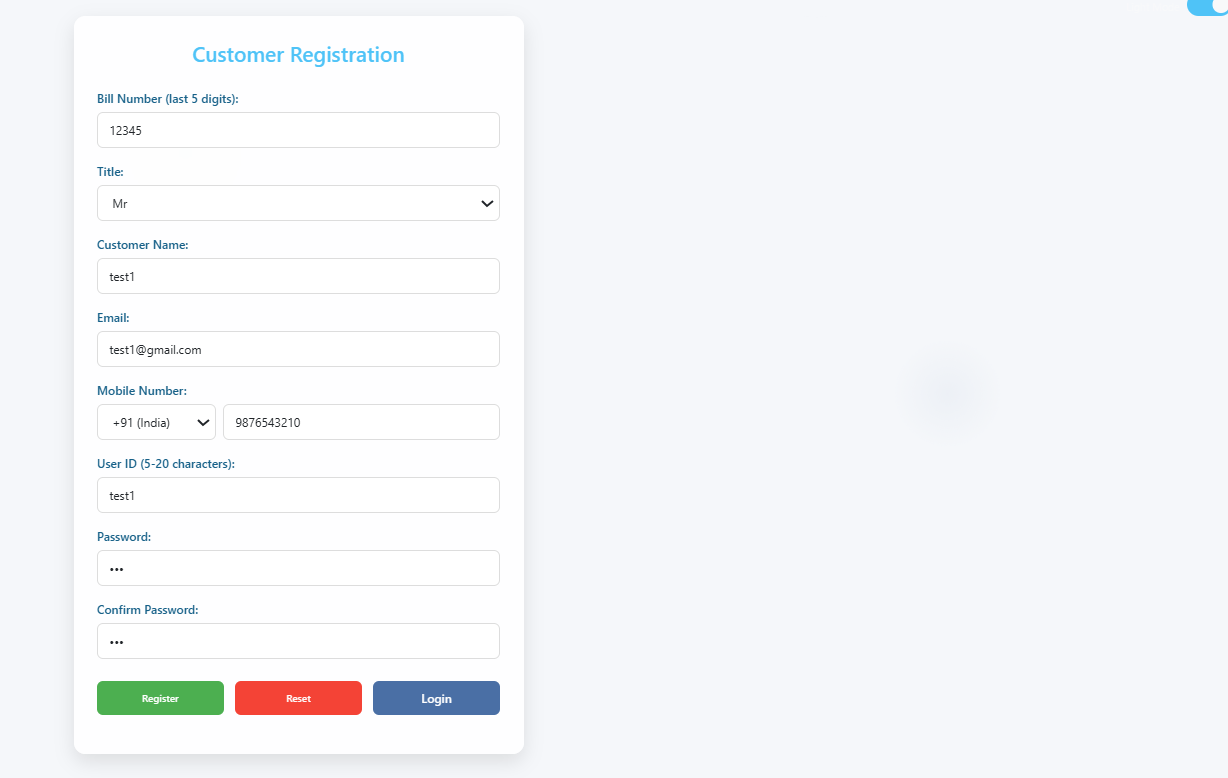 Customer Registration
Bill Number (last 5 digits):
12345
Title:
Mr
Customer Name:
test1
Email:
test1@gmail.com
Mobile Number:
+91 (India) 9876543210
User ID (5-20 characters):
test1
Password:
•••
Confirm Password:
•••
Register Reset Login